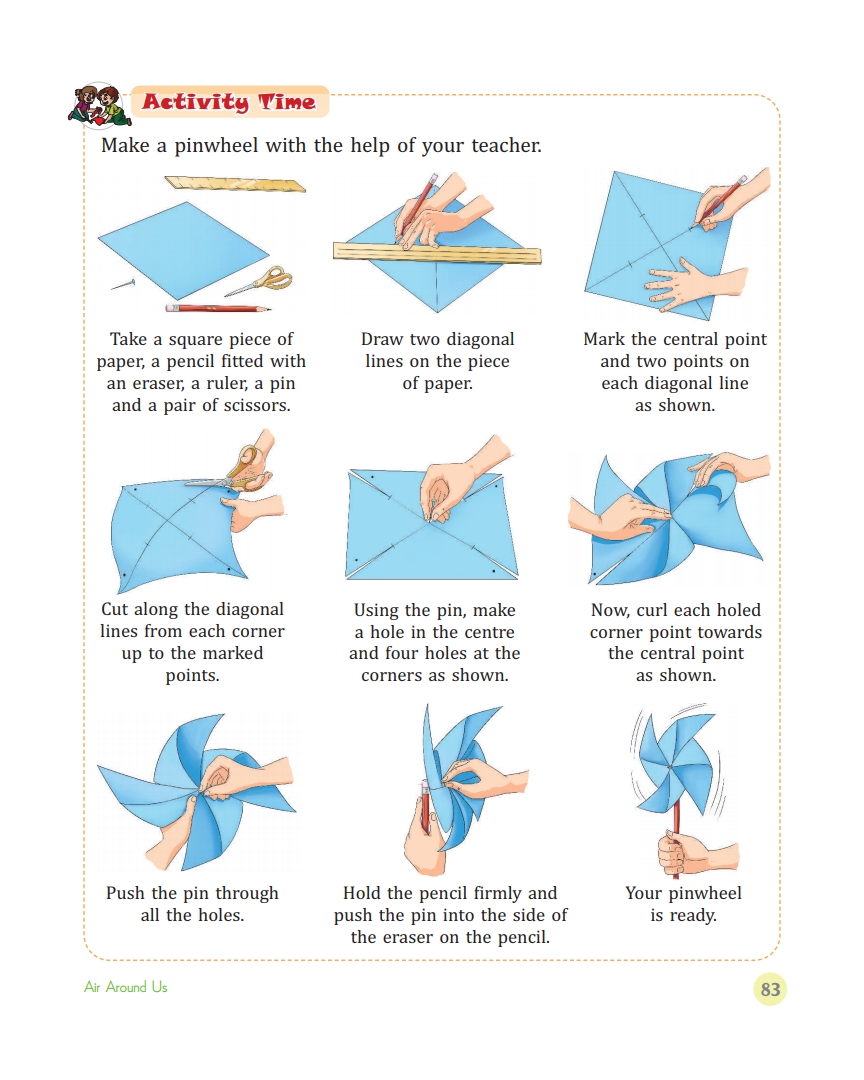 Activity Time
Make a pinwheel with the help of your teacher.
Take a square piece of
paper, a pencil fitted with
an eraser, a ruler, a pin
and a pair of scissors.
Draw two diagonal
lines on the piece
of paper.
Mark the central point
and two points on
each diagonal line
as shown.
Cut along the diagonal
lines from each corner
up to the marked
points.
Using the pin, make
a hole in the centre
and four holes at the
corners as shown.
Now, curl each holed
corner point towards
the central point
as shown.
Push the pin through
all the holes.
Hold the pencil firmly and
push the pin into the side of
the eraser on the pencil.
Your pinwheel
is ready.
Air Around Us
83